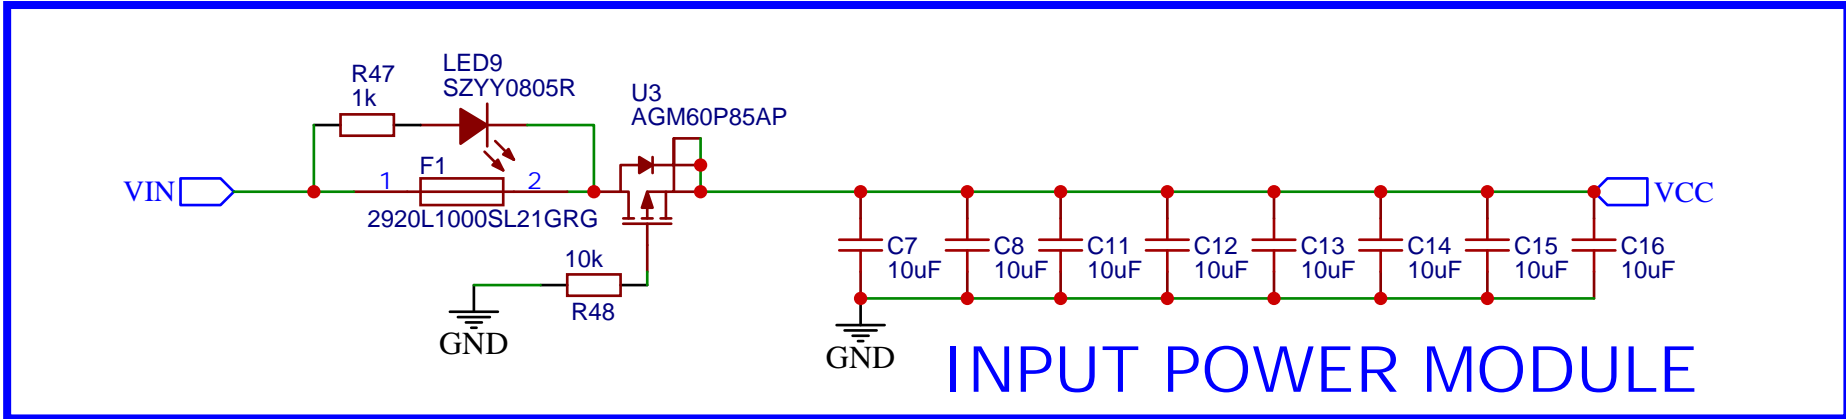 R47
1k
LED9
SZYY0805R
U3
AGM60P85AP
VIN
1
F1
2
2920L1000SL21GRG
VCC
C7
10uF
C8
10uF
C11
10uF
C12
10uF
C13
10uF
C14
10uF
C15
10uF
C16
10uF
10k
R48
GND
GND
INPUT POWER MODULE